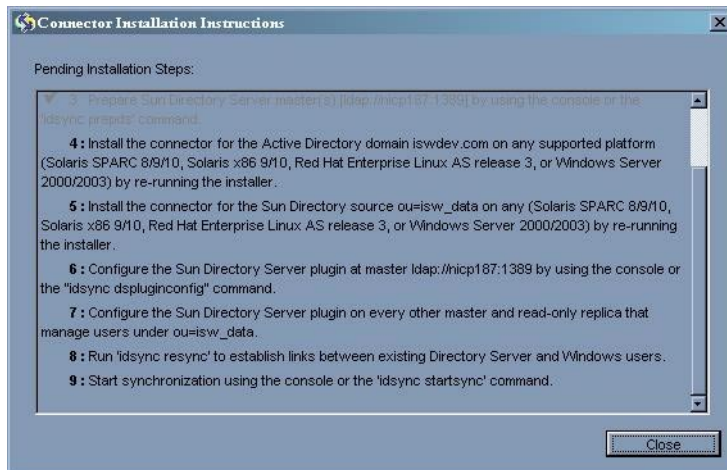 Connector Installation Instructions
Pending Installation Steps:
✔ 3 : Prepare Sun Directory Server master(s) [ldap://nicp187:1389] by using the console or the
'idsync prepds' command.
4 : Install the connector for the Active Directory domain iswdev.com on any supported platform
(Solaris SPARC 8/9/10, Solaris x86 9/10, Red Hat Enterprise Linux AS release 3, or Windows Server
2000/2003) by re-running the installer.
5 : Install the connector for the Sun Directory source ou=isw_data on any (Solaris SPARC 8/9/10,
Solaris x86 9/10, Red Hat Enterprise Linux AS release 3, or Windows Server 2000/2003) by re-running
the installer.
6 : Configure the Sun Directory Server plugin at master ldap://nicp187:1389 by using the console or
the "idsync dspluginconfig" command.
7 : Configure the Sun Directory Server plugin on every other master and read-only replica that
manage users under ou=isw_data.
8 : Run 'idsync resync' to establish links between existing Directory Server and Windows users.
9 : Start synchronization using the console or the 'idsync startsync' command.
Close